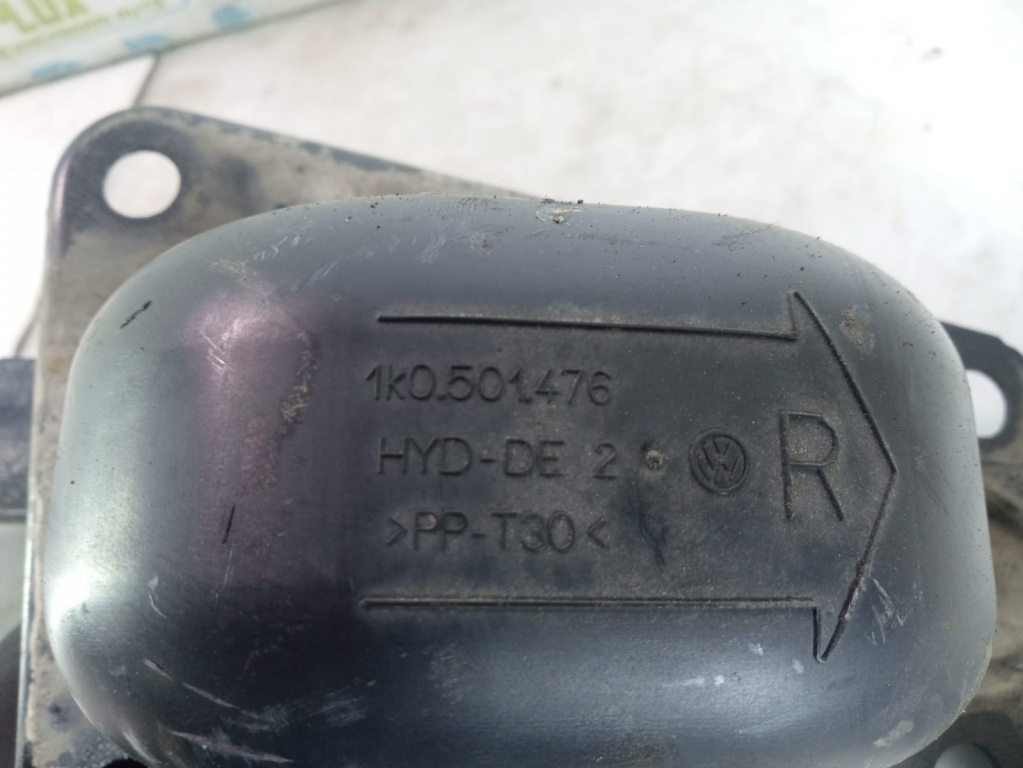 1K0.501.476
HYD-DE 2
R
>PP-T30<